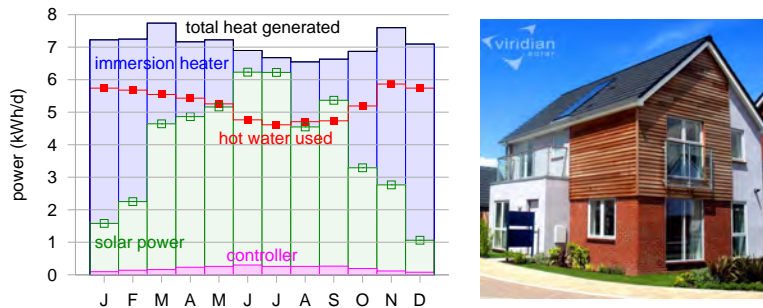 power (kWh/d)
8
7
6
5
4
3
2
1
0
total heat generated
immersion heater
hot water used
solar power
controller
J F M A M J J A S O N D
viridian
solar